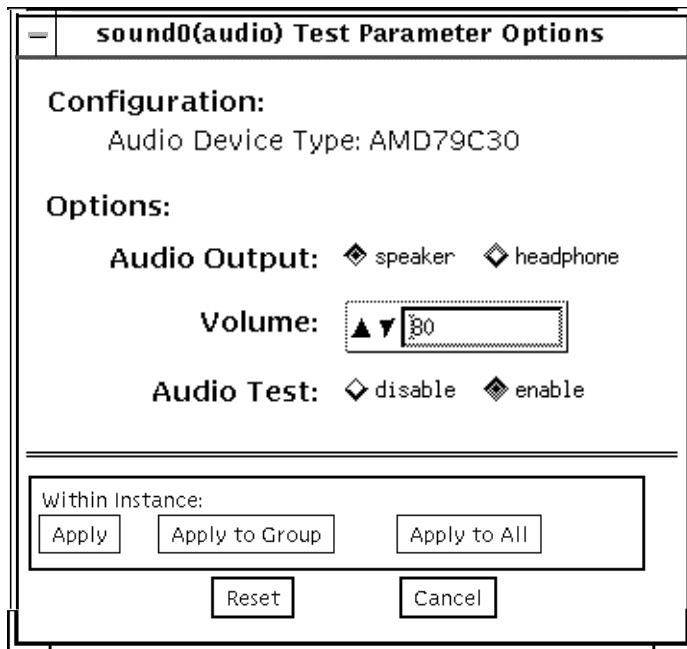 sound0(audio) Test Parameter Options
Configuration:
Audio Device Type: AMD79C30
Options:
Audio Output: speaker headphone
Volume: 80
Audio Test: disable enable
Within Instance:
Apply Apply to Group Apply to All
Reset Cancel